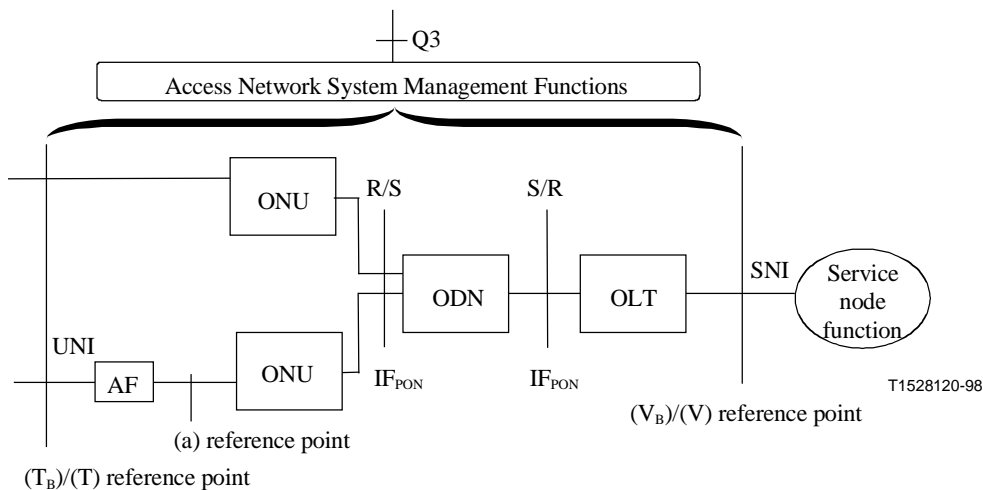 Q3
Access Network System Management Functions
ONU
R/S
S/R
ODN
OLT
SNI
Service
node
function
UNI
AF
ONU
IF_PON
IF_PON
T1528120-98
(a) reference point
(V_B)/(V) reference point
(T_B)/(T) reference point